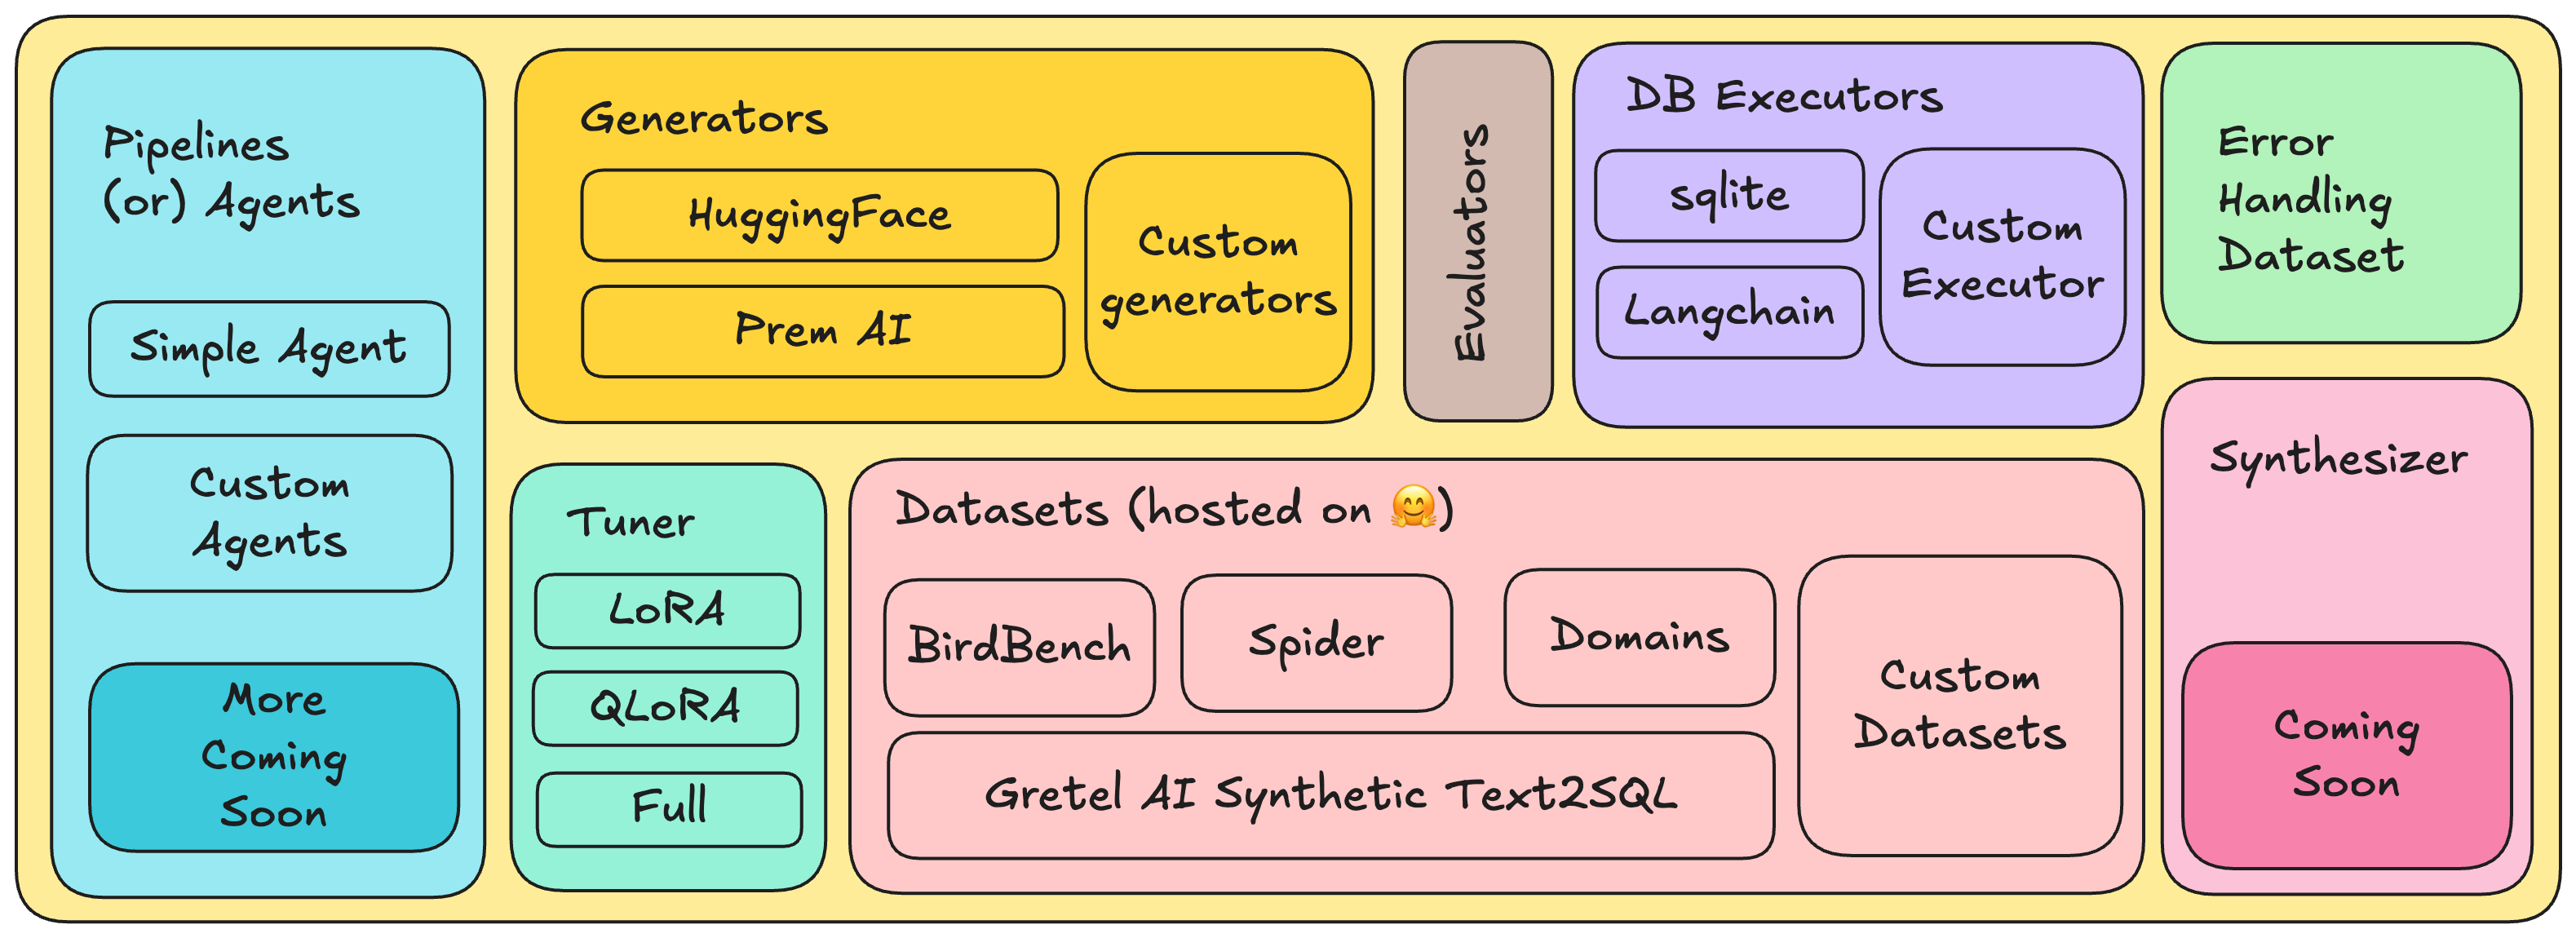 Pipelines
(or) Agents
Simple Agent
Custom
Agents
More
Coming
Soon
Generators
HuggingFace
Prem AI
Custom
generators
Evaluators
DB Executors
sqlite
Langchain
Custom
Executor
Error
Handling
Dataset
Tuner
LoRA
QLoRA
Full
Datasets (hosted on 🤗)
BirdBench
Spider
Domains
Gretel AI Synthetic Text2SQL
Custom
Datasets
Synthesizer
Coming
Soon